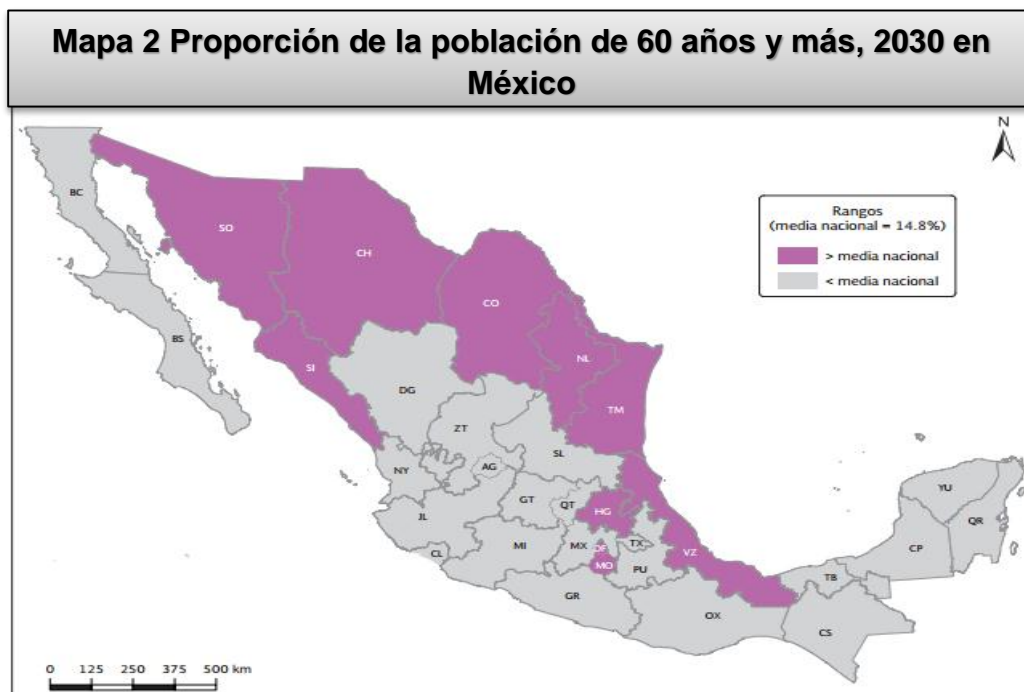 Mapa 2 Proporción de la población de 60 años y más, 2030 en
México
N
Rangos
(media nacional = 14.8%)
> media nacional
< media nacional
BC
SO
CH
CO
BS
NL
SI
DG
TM
ZT
SL
NY
AG
YU
GT
QT
HG
QR
JL
MI
MX
DF
TX
VZ
CP
CL
MO
PU
TB
GR
OX
CS
0 125 250 375 500 km